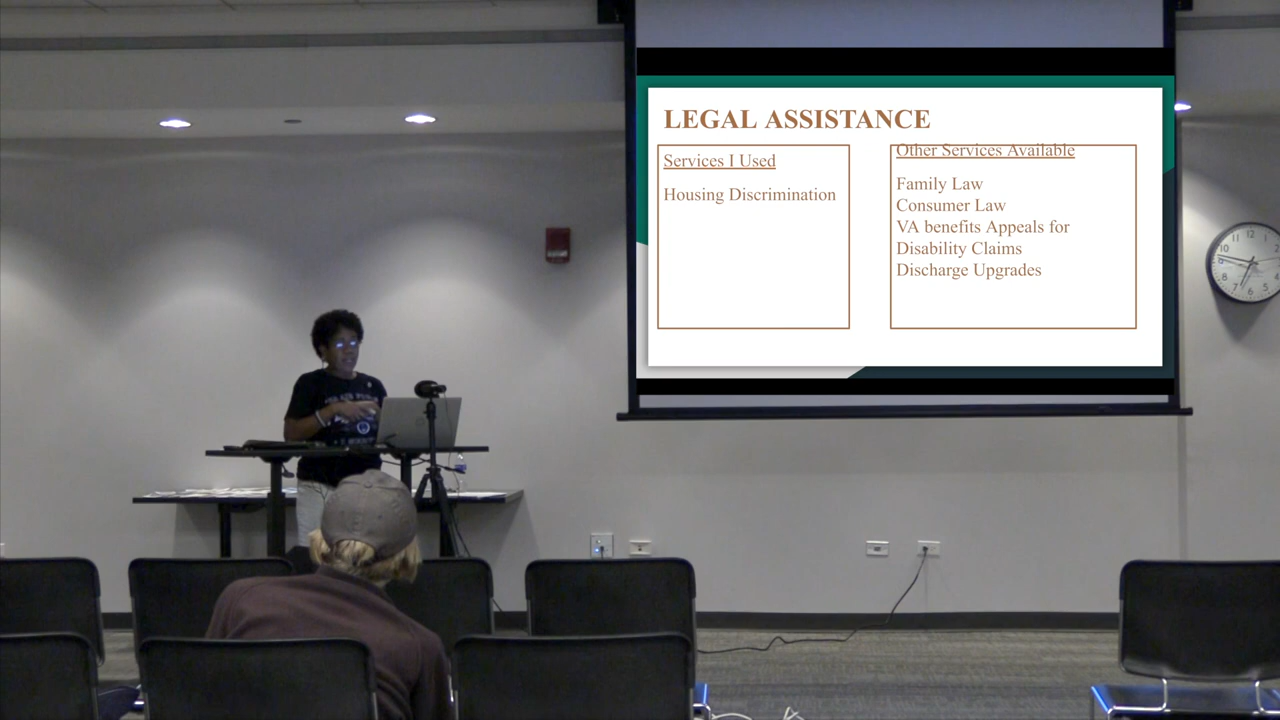 LEGAL ASSISTANCE
Services I Used
Housing Discrimination
Other Services Available
Family Law
Consumer Law
VA benefits Appeals for
Disability Claims
Discharge Upgrades